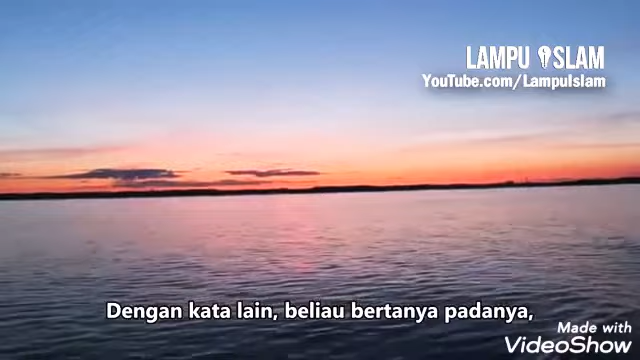 LAMPU ISLAM
YouTube.com/LampuIslam
Dengan kata lain, beliau bertanya padanya,
Made with
VideoShow